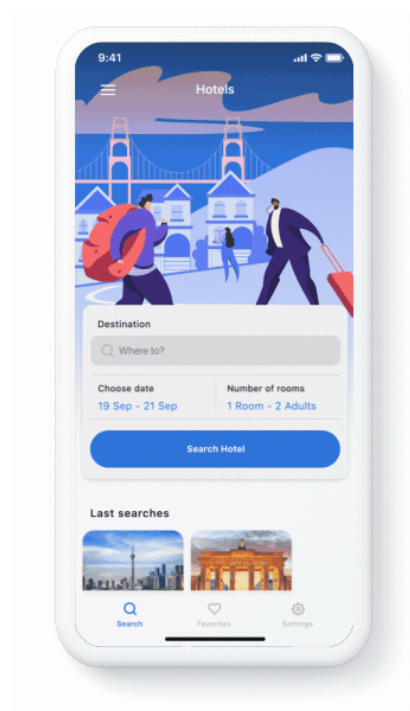 9:41
Hotels
Destination
Where to?
Choose date
Number of rooms
19 Sep - 21 Sep
1 Room - 2 Adults
Search Hotel
Last searches
Search
Favorites
Settings